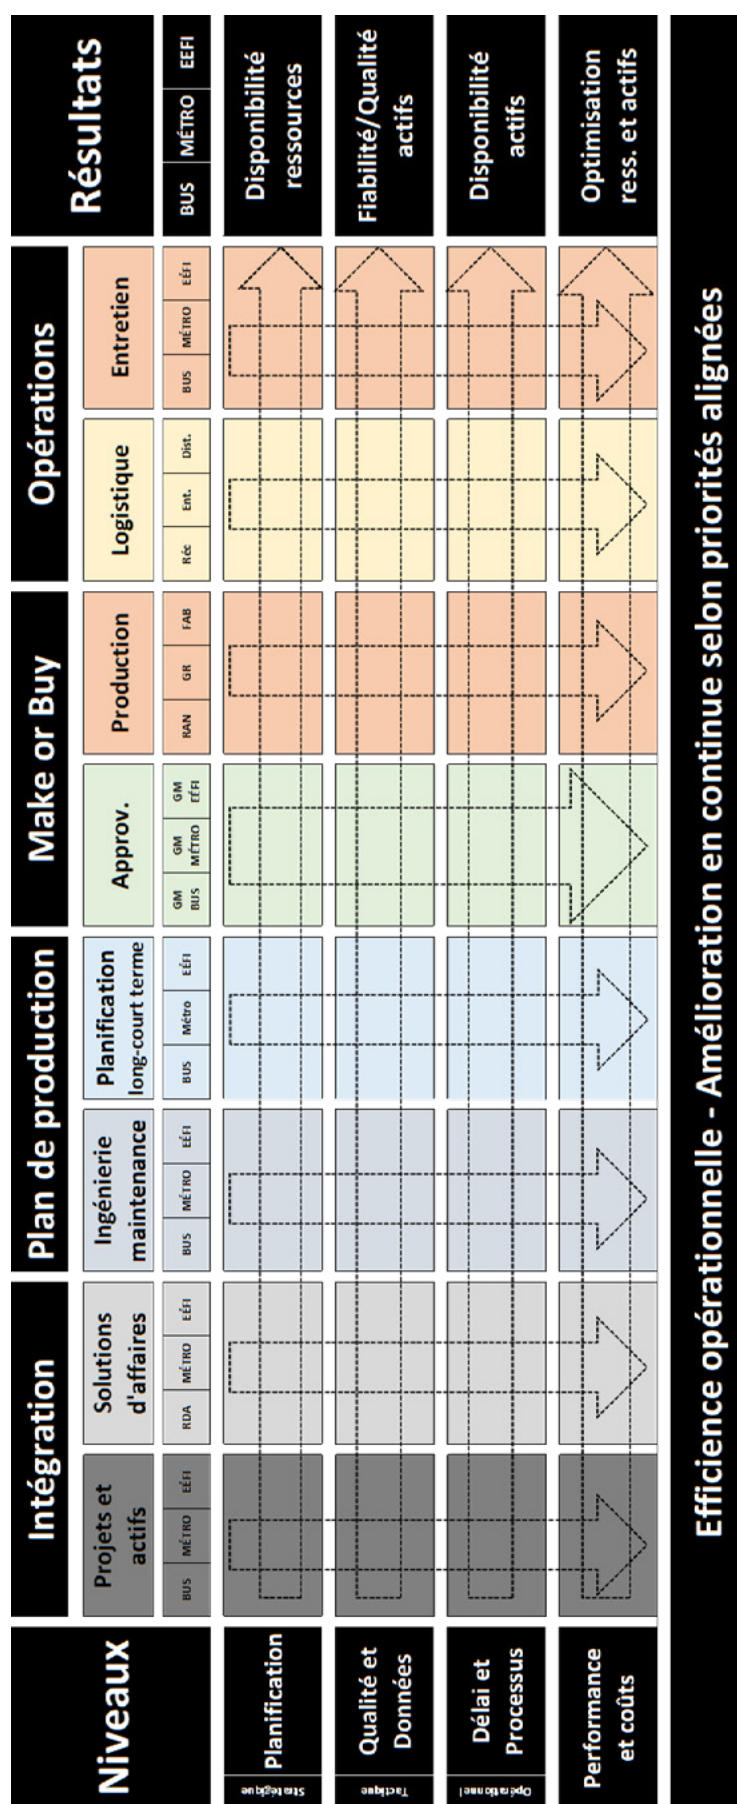 Niveaux
Intégration
Plan de production
Make or Buy
Opérations
Résultats
Projets et
actifs
Solutions
d'affaires
Ingénierie
maintenance
Planification
long-court terme
Approv.
Production
Logistique
Entretien
BUS
MÉTRO
EÉFI
RDA
MÉTRO
EÉFI
BUS
MÉTRO
EÉFI
BUS
Métro
EÉFI
GM
BUS
GM
MÉTRO
GM
EÉFI
RAN
GR
FAB
Réc
Ent.
Dist.
BUS
MÉTRO
EÉFI
BUS
MÉTRO
EEFI
Stratégique
Planification
Disponibilité
ressources
Tactique
Qualité et
Données
Fiabilité/Qualité
actifs
Opérationnel
Délai et
Processus
Disponibilité
actifs
Performance
et coûts
Optimisation
ress. et actifs
Efficience opérationnelle - Amélioration en continue selon priorités alignées